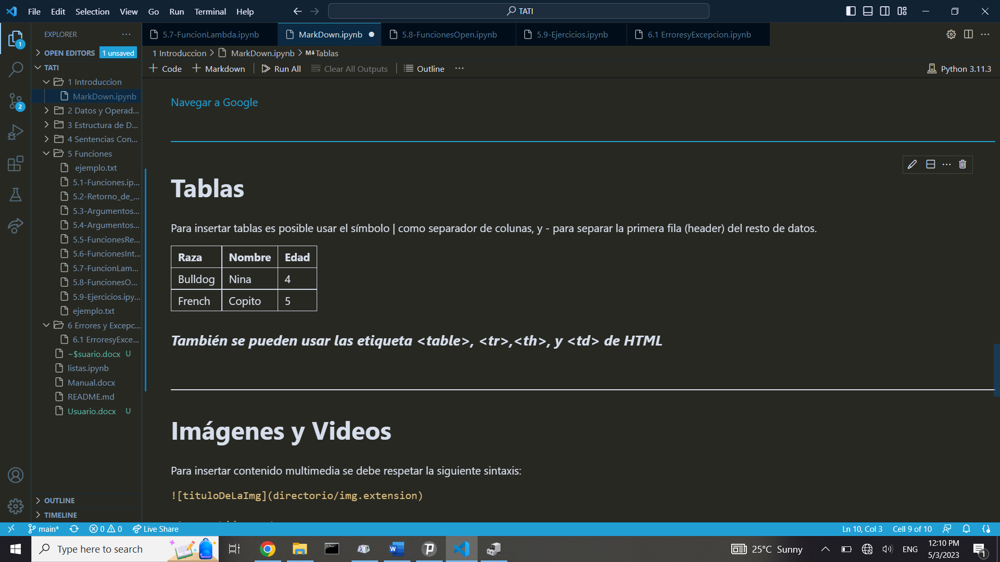 File Edit Selection View Go Run Terminal Help TATI
EXPLORER
5.7-FuncionLambda.ipynb MarkDown.ipynb 5.8-FuncionesOpen.ipynb 5.9-Ejercicios.ipynb 6.1 ErroresyExcepcion.ipynb
OPEN EDITORS 1 unsaved
TATI
1 Introduccion
MarkDown.ipynb
2 Datos y Operad...
3 Estructura de D...
4 Sentencias Con...
5 Funciones
ejemplo.txt
5.1-Funciones.ip...
5.2-Retorno_de_...
5.3-Argumentos...
5.4-Argumentos...
5.5-FuncionesRe...
5.6-FuncionesInt...
5.7-FuncionLam...
5.8-FuncionesO...
5.9-Ejercicios.ipy...
ejemplo.txt
6 Errores y Excepc...
6.1 ErroresyExce...
~$suario.docx U
listas.ipynb
Manual.docx
README.md
Usuario.docx U
OUTLINE
TIMELINE
1
2
1 Introduccion > MarkDown.ipynb > M↓Tablas
+ Code + Markdown Run All Clear All Outputs Outline ... Python 3.11.3
Navegar a Google
Tablas
Para insertar tablas es posible usar el símbolo | como separador de colunas, y - para separar la primera fila (header) del resto de datos.
Raza Nombre Edad
Bulldog Nina 4
French Copito 5
También se pueden usar las etiqueta <table>, <tr>,<th>, y <td> de HTML
Imágenes y Videos
Para insertar contenido multimedia se debe respetar la siguiente sintaxis:
![tituloDeLaImg](directorio/img.extension)
main* 0 0 Live Share Ln 10, Col 3 Cell 9 of 10
Type here to search 25°C Sunny ENG 12:10 PM
5/3/2023 1